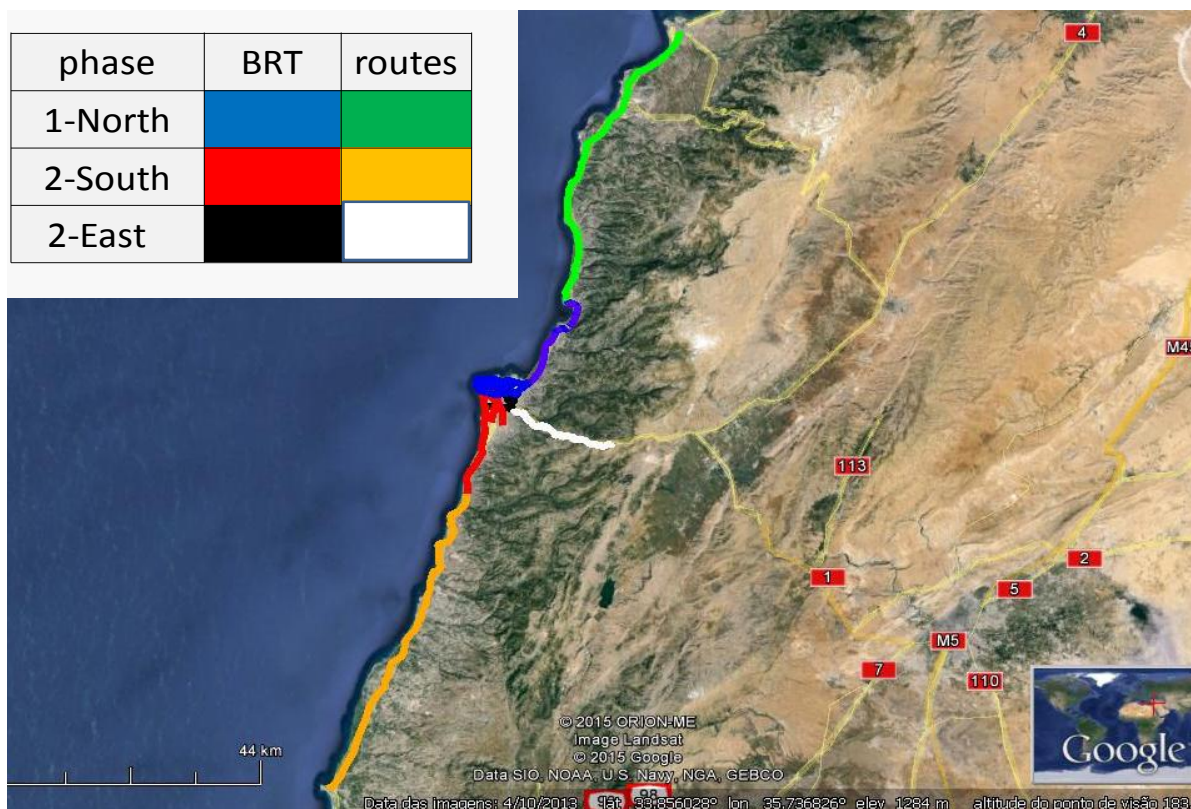 phase BRT routes
1-North
2-South
2-East
4
M45
113
1
2
5
M5
7
110
44 km
© 2015 ORION-ME
Image Landsat
© 2015 Google
Data SIO, NOAA, U.S. Navy, NGA, GEBCO
Google
Data das imagens: 4/10/2013 lat 33.856028° lon 35.736826° elev 1284 m altitude do ponto de visão 182